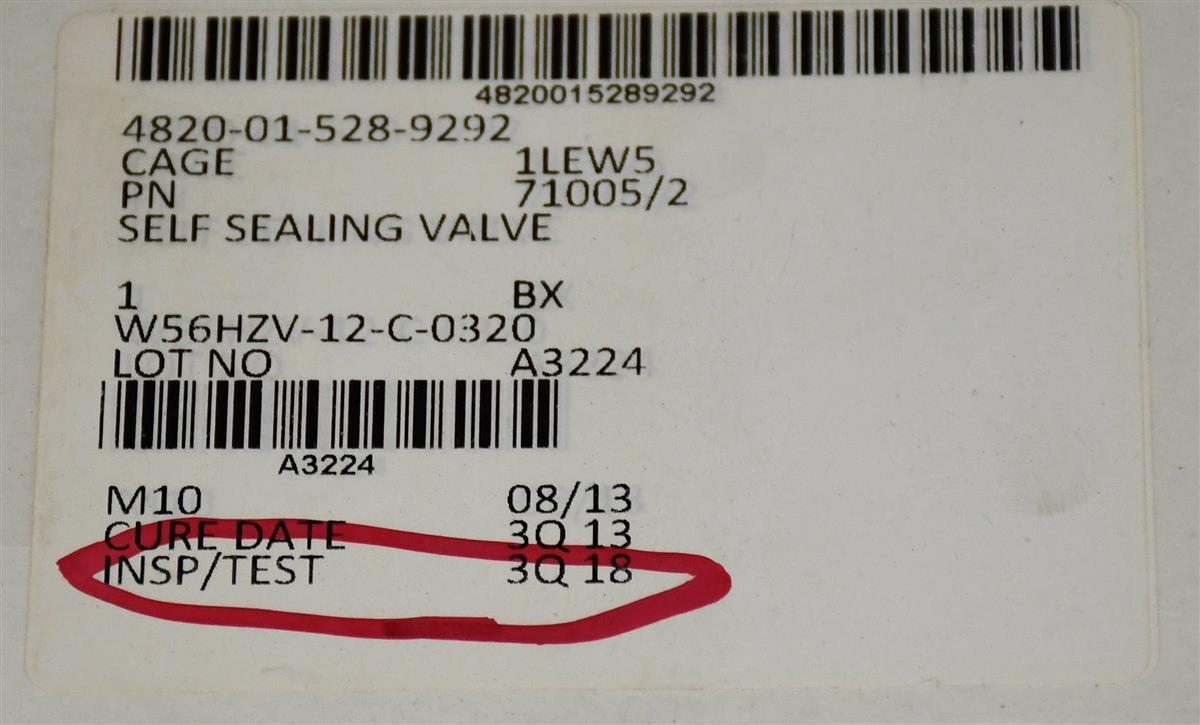 4820015289292
4820-01-528-9292
CAGE 1LEW5
PN 71005/2
SELF SEALING VALVE
1 BX
W56HZV-12-C-0320
LOT NO A3224
A3224
M10 08/13
CURE DATE 3Q 13
INSP/TEST 3Q 18